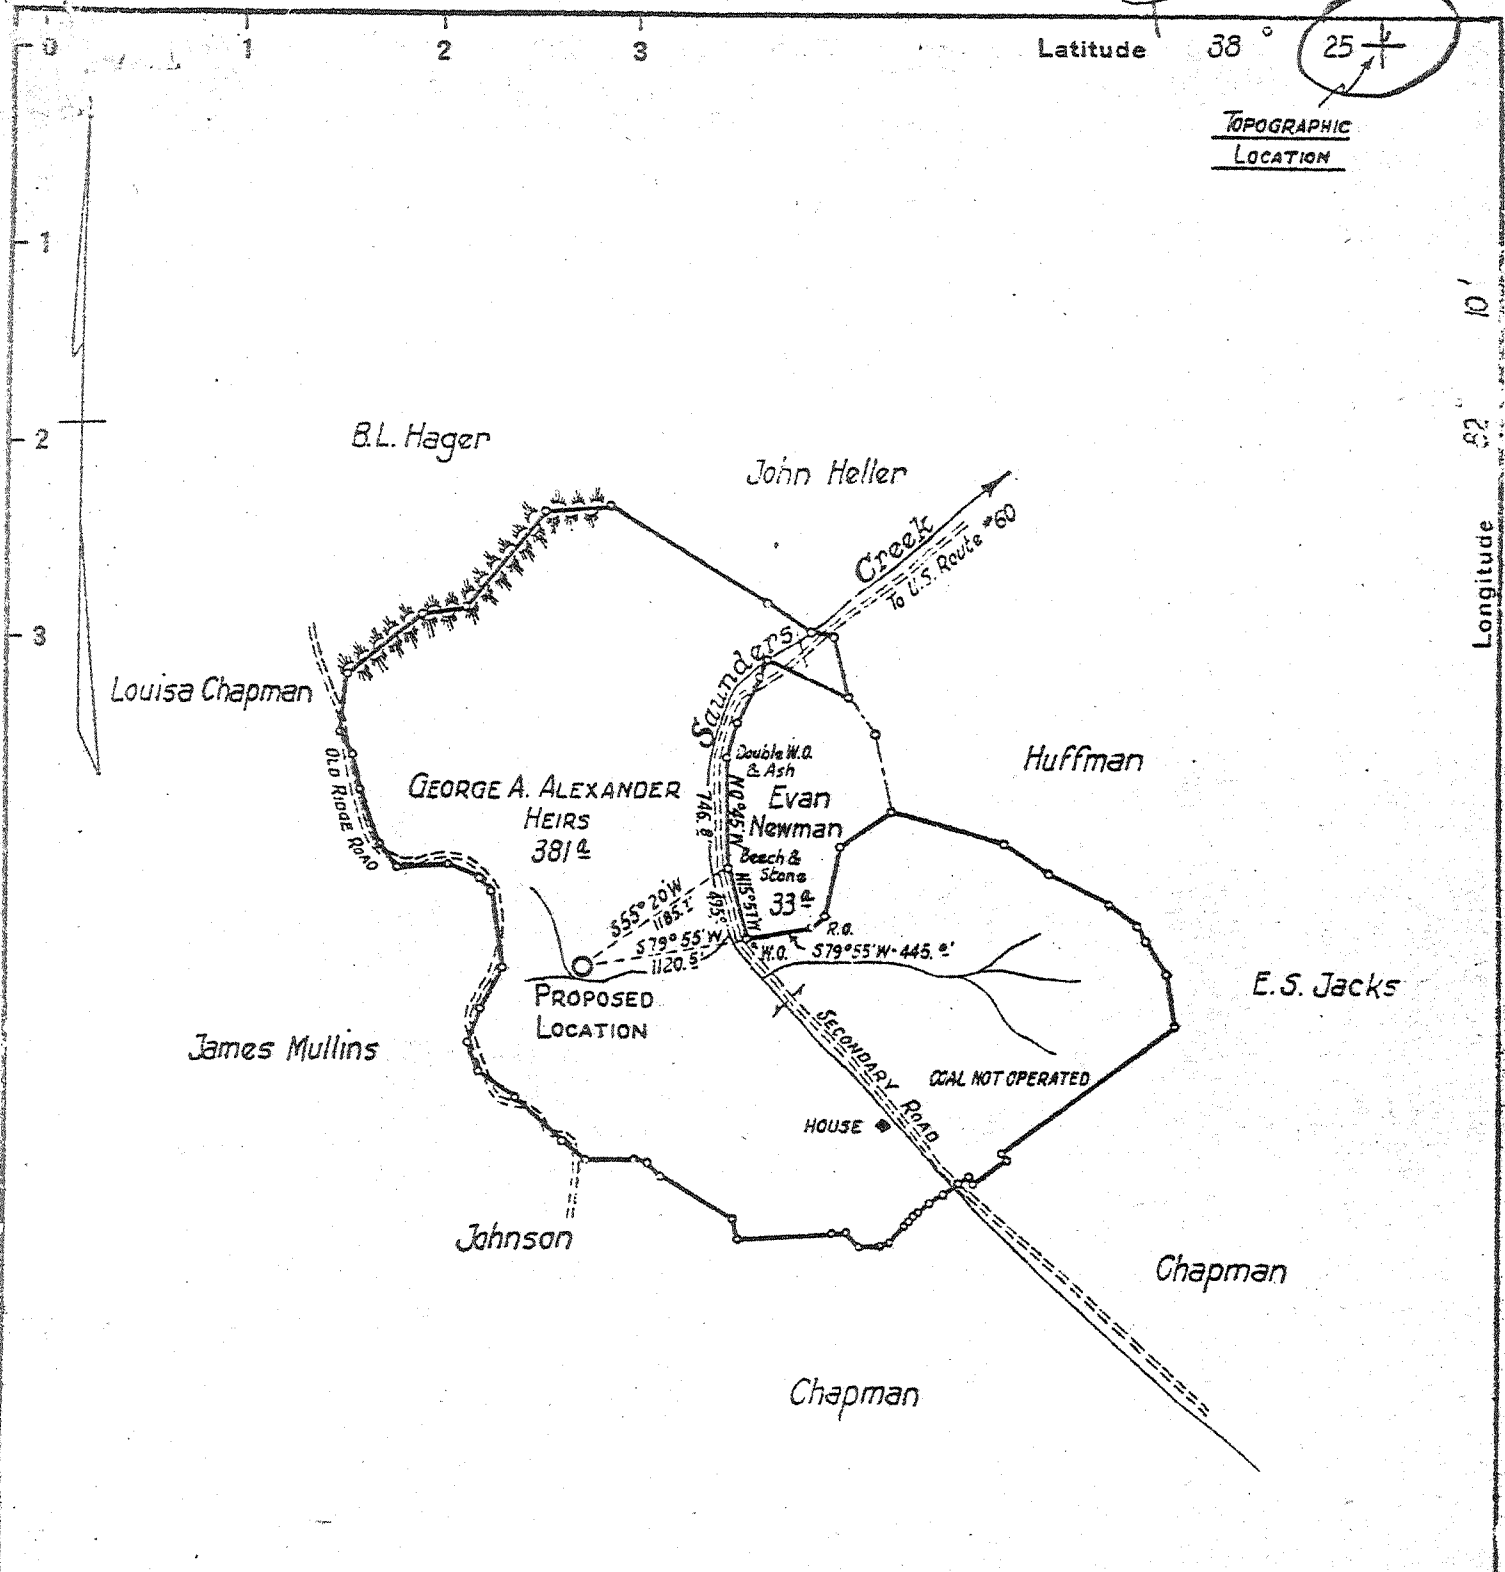 0 1 2 3 Latitude 38° 25'
TOPOGRAPHIC
LOCATION
1
10'
2
82°
Longitude
3
B.L. Hager
John Heller
Saunders Creek
To U.S. Route #60
Louisa Chapman
OLD RIDGE ROAD
GEORGE A. ALEXANDER
HEIRS
381 a
Double W.O.
& Ash
N0°45'W
746.8'
Evan
Newman
Beech &
Stone
33 a
N15°57'W
495.0'
Huffman
S55°20'W
1185.1'
S79°55'W
1120.5'
R.O.
W.O.
S79°55'W-445.0'
PROPOSED
LOCATION
E.S. Jacks
James Mullins
SECONDARY ROAD
COAL NOT OPERATED
HOUSE
Johnson
Chapman
Chapman